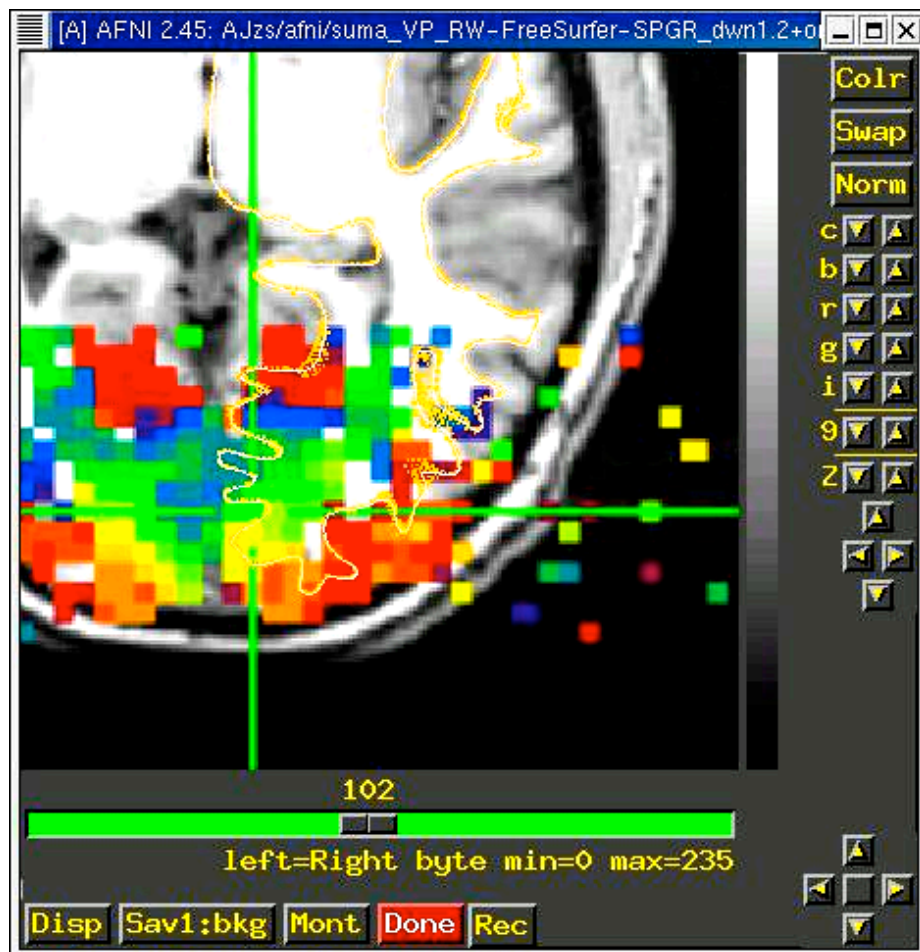 [A] AFNI 2.45: AJzs/afni/suma_VP_RW-FreeSurfer-SPGR_dwn1.2+or
Colr
Swap
Norm
c
b
r
g
i
9
Z
102
left=Right byte min=0 max=235
Disp Sav1:bkg Mont Done Rec